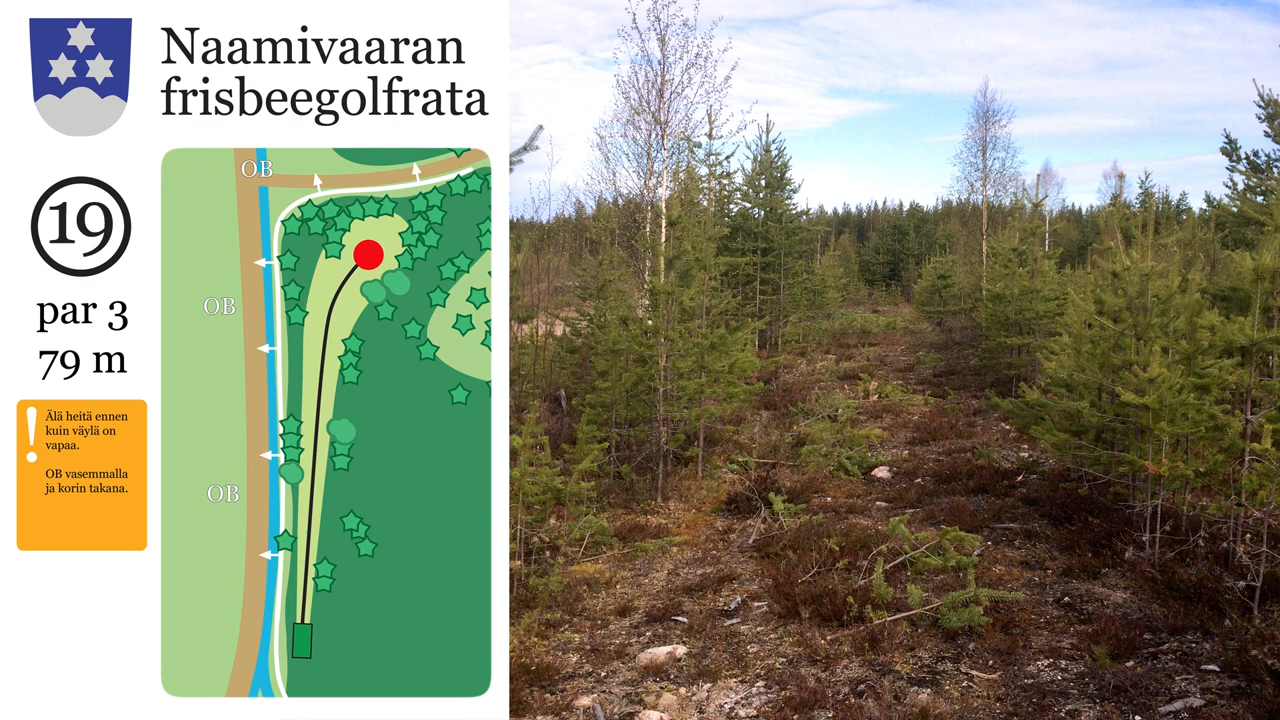 Naamivaaran
frisbeegolfrata
19
par 3
79 m
!
Älä heitä ennen
kuin väylä on
vapaa.
OB vasemmalla
ja korin takana.
OB
OB
OB